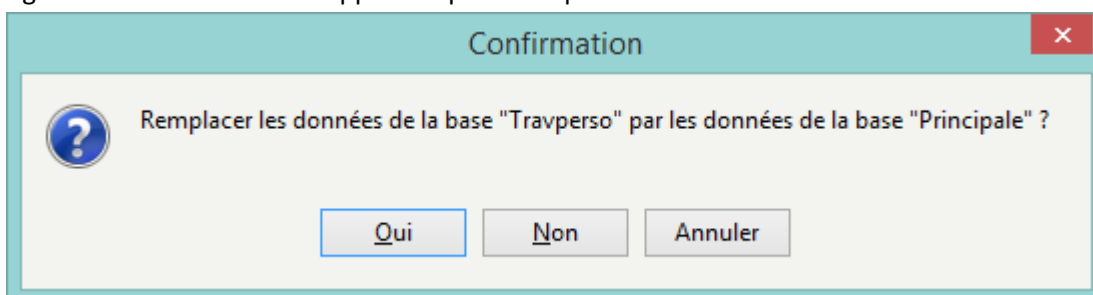 Confirmation
Remplacer les données de la base "Travperso" par les données de la base "Principale" ?
Oui
Non
Annuler